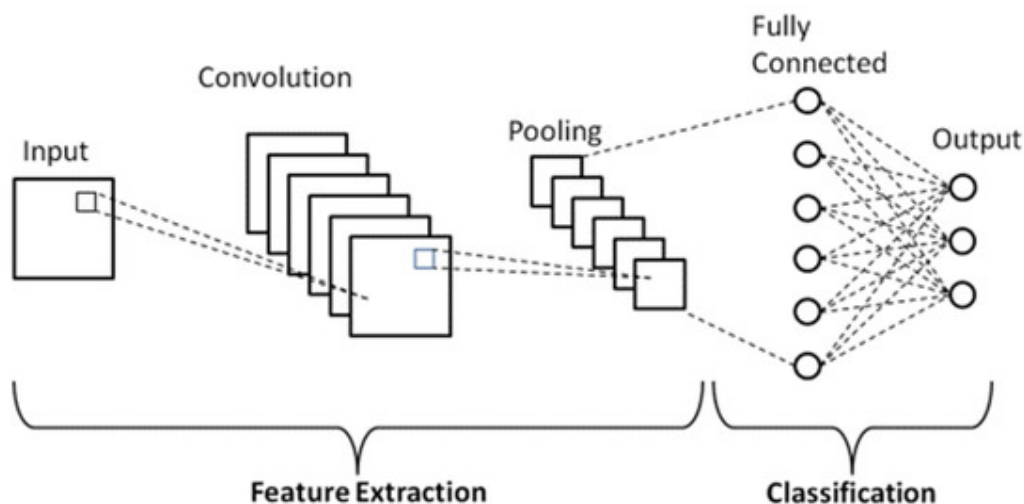 Input
Convolution
Pooling
Fully
Connected
Output
Feature Extraction
Classification